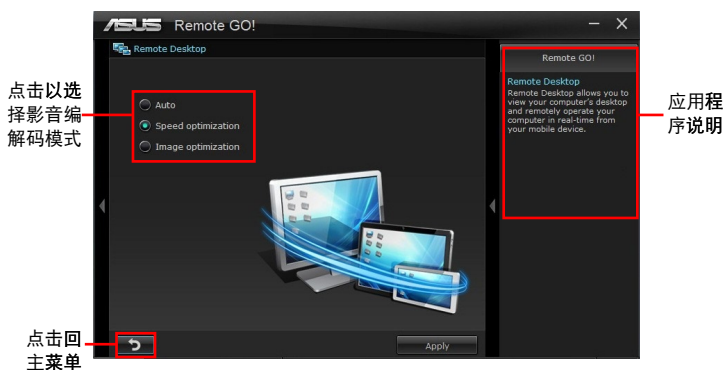 ASUS Remote GO!
Remote Desktop
Auto
Speed optimization
Image optimization
Apply
Remote GO!
Remote Desktop
Remote Desktop allows you to
view your computer's desktop
and remotely operate your
computer in real-time from
your mobile device.
点击以选
择影音编
解码模式
应用程
序说明
点击回
主菜单